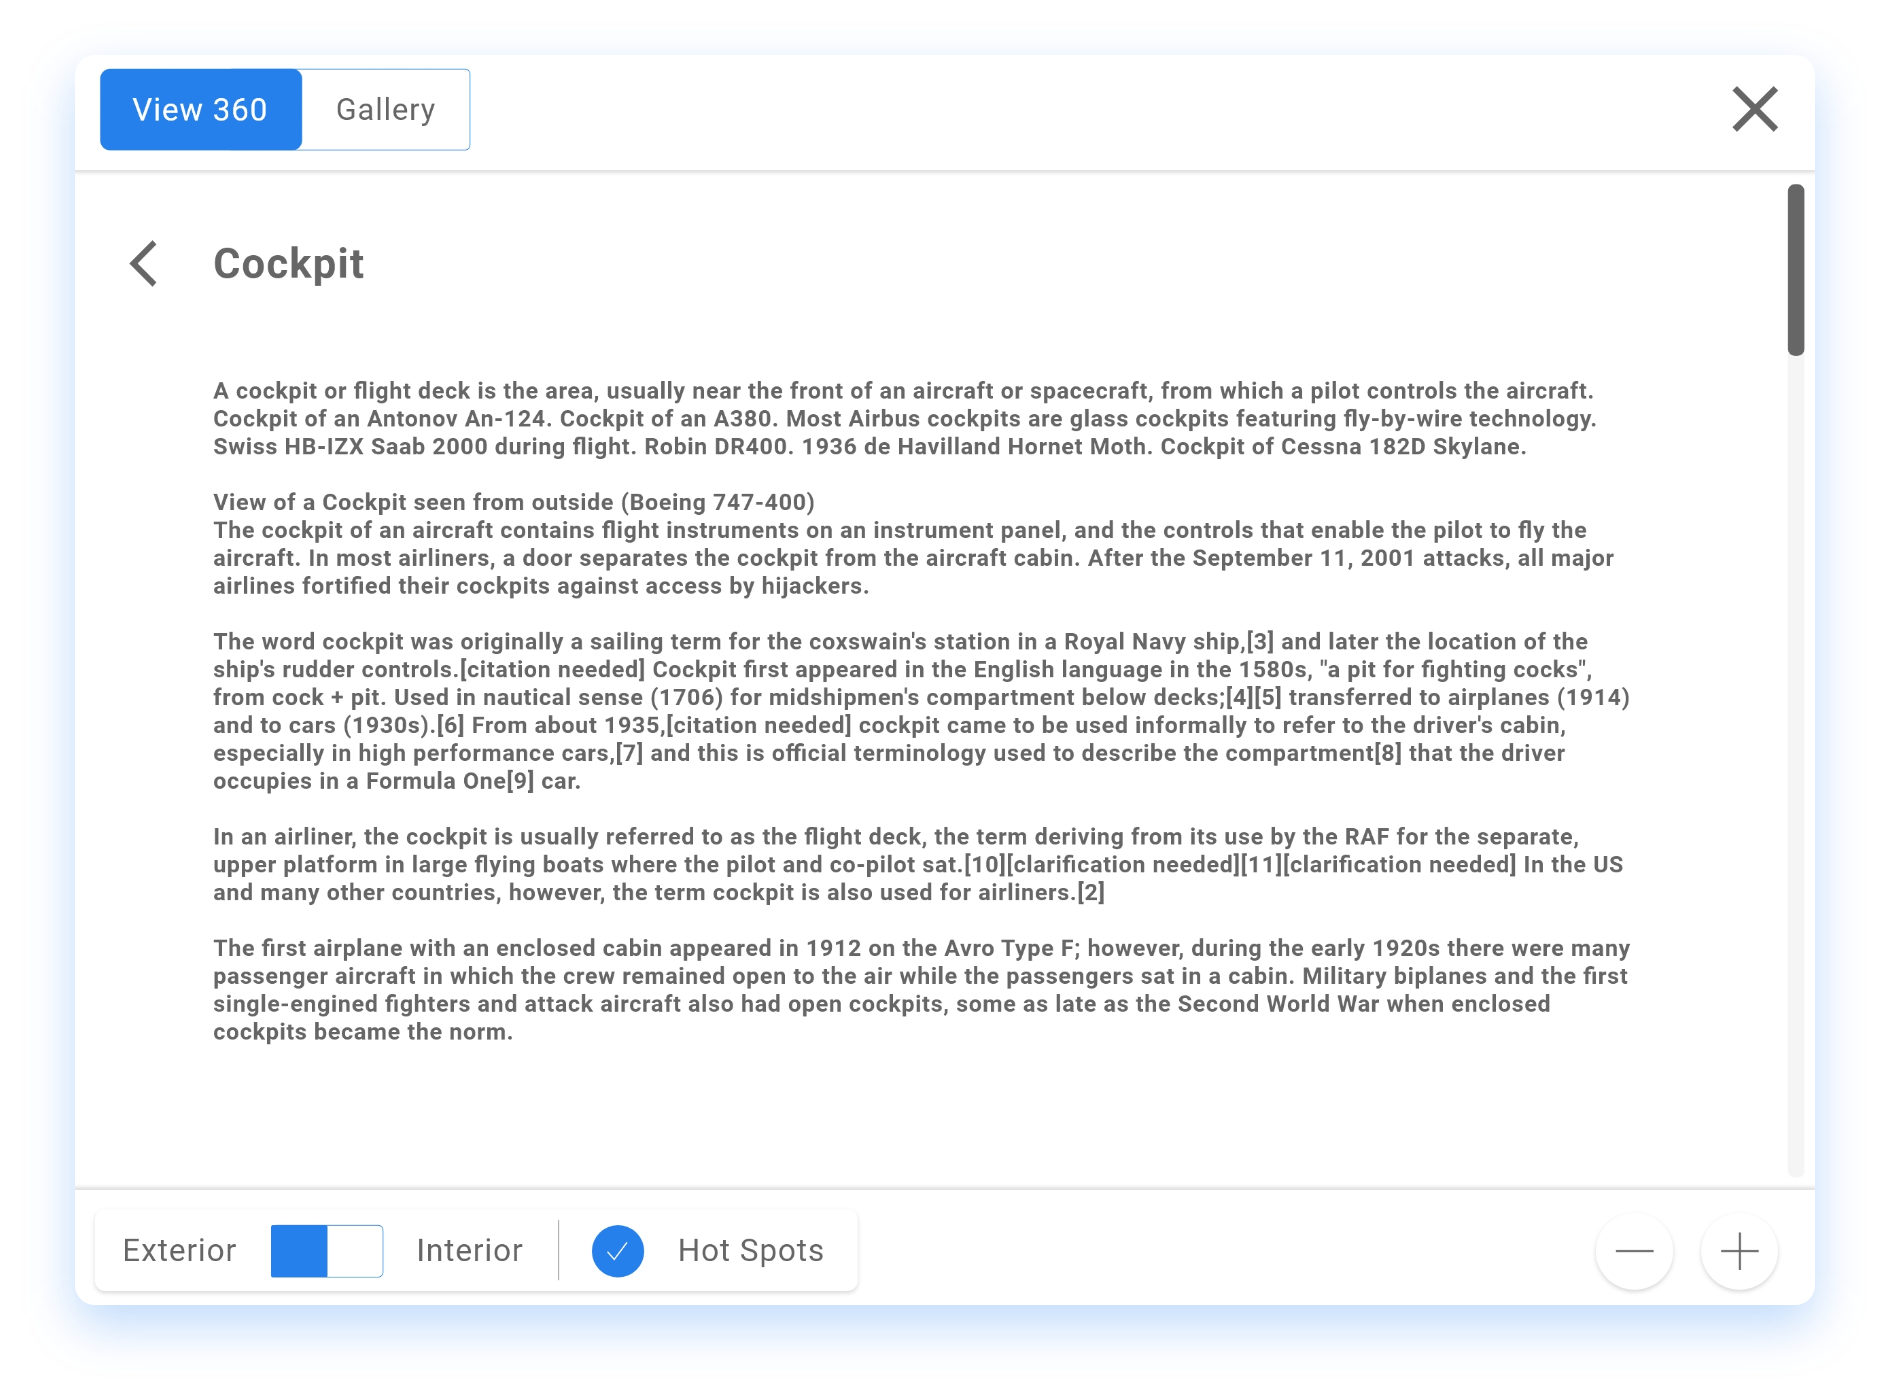 View 360
Gallery
Cockpit
A cockpit or flight deck is the area, usually near the front of an aircraft or spacecraft, from which a pilot controls the aircraft.
Cockpit of an Antonov An-124. Cockpit of an A380. Most Airbus cockpits are glass cockpits featuring fly-by-wire technology.
Swiss HB-IZX Saab 2000 during flight. Robin DR400. 1936 de Havilland Hornet Moth. Cockpit of Cessna 182D Skylane.
View of a Cockpit seen from outside (Boeing 747-400)
The cockpit of an aircraft contains flight instruments on an instrument panel, and the controls that enable the pilot to fly the
aircraft. In most airliners, a door separates the cockpit from the aircraft cabin. After the September 11, 2001 attacks, all major
airlines fortified their cockpits against access by hijackers.
The word cockpit was originally a sailing term for the coxswain's station in a Royal Navy ship,[3] and later the location of the
ship's rudder controls.[citation needed] Cockpit first appeared in the English language in the 1580s, "a pit for fighting cocks",
from cock + pit. Used in nautical sense (1706) for midshipmen's compartment below decks;[4][5] transferred to airplanes (1914)
and to cars (1930s).[6] From about 1935,[citation needed] cockpit came to be used informally to refer to the driver's cabin,
especially in high performance cars,[7] and this is official terminology used to describe the compartment[8] that the driver
occupies in a Formula One[9] car.
In an airliner, the cockpit is usually referred to as the flight deck, the term deriving from its use by the RAF for the separate,
upper platform in large flying boats where the pilot and co-pilot sat.[10][clarification needed][11][clarification needed] In the US
and many other countries, however, the term cockpit is also used for airliners.[2]
The first airplane with an enclosed cabin appeared in 1912 on the Avro Type F; however, during the early 1920s there were many
passenger aircraft in which the crew remained open to the air while the passengers sat in a cabin. Military biplanes and the first
single-engined fighters and attack aircraft also had open cockpits, some as late as the Second World War when enclosed
cockpits became the norm.
Exterior
Interior
Hot Spots